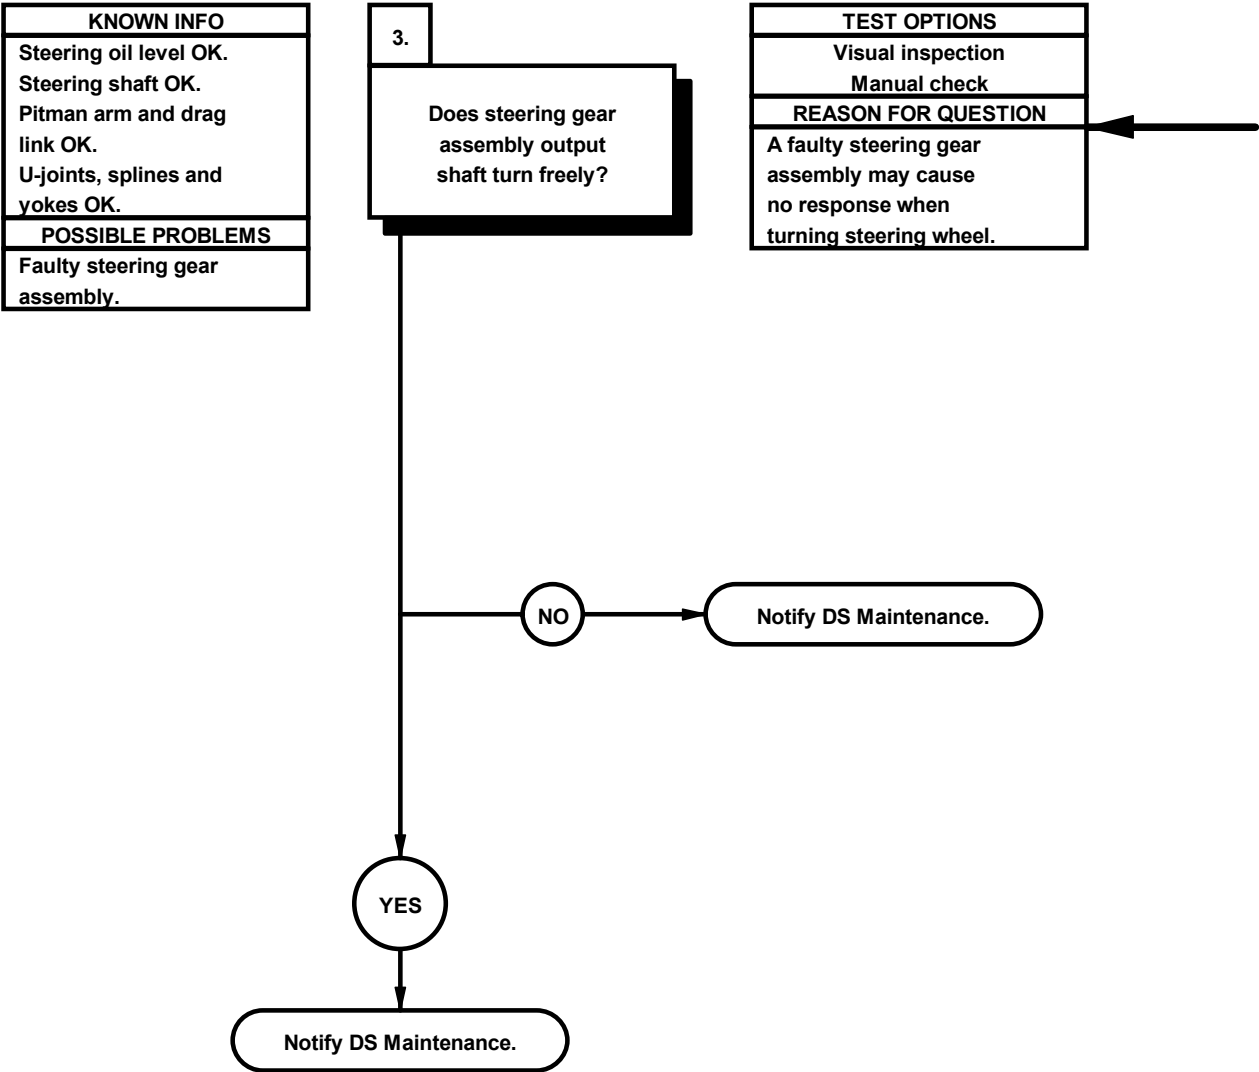 KNOWN INFO
Steering oil level OK.
Steering shaft OK.
Pitman arm and drag
link OK.
U-joints, splines and
yokes OK.
POSSIBLE PROBLEMS
Faulty steering gear
assembly.
3.
Does steering gear
assembly output
shaft turn freely?
TEST OPTIONS
Visual inspection
Manual check
REASON FOR QUESTION
A faulty steering gear
assembly may cause
no response when
turning steering wheel.
NO
Notify DS Maintenance.
YES
Notify DS Maintenance.